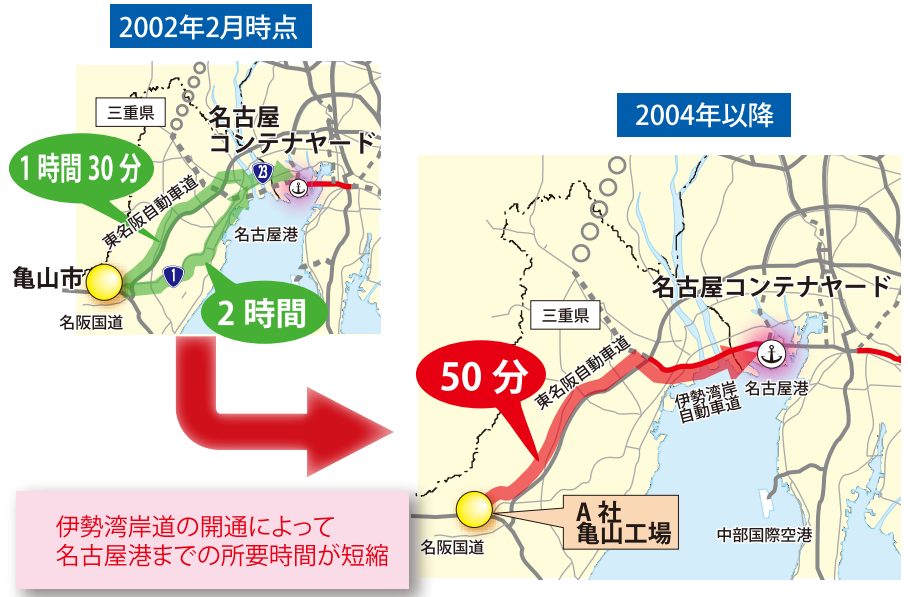 2002年2月時点
三重県
名古屋
コンテナヤード
1時間30分
23
東名阪自動車道
名古屋港
亀山市
1
名阪国道
2時間
2004年以降
名古屋コンテナヤード
三重県
50分
東名阪自動車道
伊勢湾岸
自動車道
名古屋港
A社
亀山工場
名阪国道
中部国際空港
伊勢湾岸道の開通によって
名古屋港までの所要時間が短縮